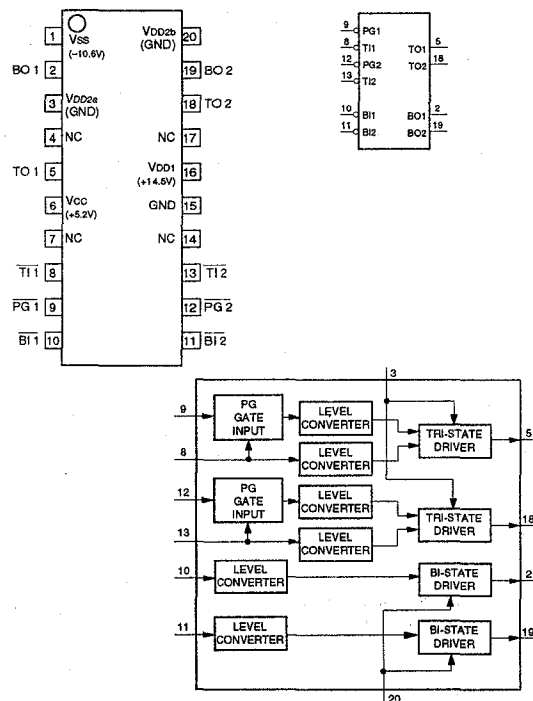 1 VSS (−10.6V)
VDD2b (GND) 20
BO 1 2
19 BO 2
3 VDD2a (GND)
18 TO 2
4 NC
17
TO 1 5
VDD1 (+14.5V) 16
6 VCC (+5.2V)
GND 15
7 NC
NC 14
TI 1 8
13 TI 2
PG 1 9
12 PG 2
BI 1 10
11 BI 2
9 PG1
8 TI1 TO1 5
12 PG2 TO2 18
13 TI2
10 BI1 BO1 2
11 BI2 BO2 19
3
9
PG GATE INPUT
LEVEL CONVERTER
TRI-STATE DRIVER
5
8
LEVEL CONVERTER
12
PG GATE INPUT
LEVEL CONVERTER
TRI-STATE DRIVER
18
13
LEVEL CONVERTER
10
LEVEL CONVERTER
BI-STATE DRIVER
2
11
LEVEL CONVERTER
BI-STATE DRIVER
19
20